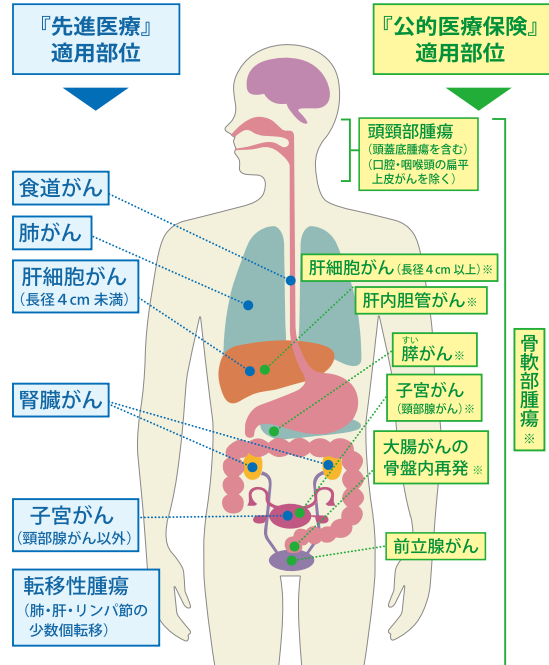 『先進医療』
適用部位
『公的医療保険』
適用部位
頭頸部腫瘍
(頭蓋底腫瘍を含む)
(口腔・咽喉頭の扁平
上皮がんを除く)
食道がん
肺がん
肝細胞がん
(長径4cm 未満)
腎臓がん
子宮がん
(頸部腺がん以外)
転移性腫瘍
(肺・肝・リンパ節の
少数個転移)
肝細胞がん(長径4cm 以上)※
肝内胆管がん※
すい
膵がん※
子宮がん
(頸部腺がん)※
大腸がんの
骨盤内再発※
前立腺がん
骨軟部腫瘍※